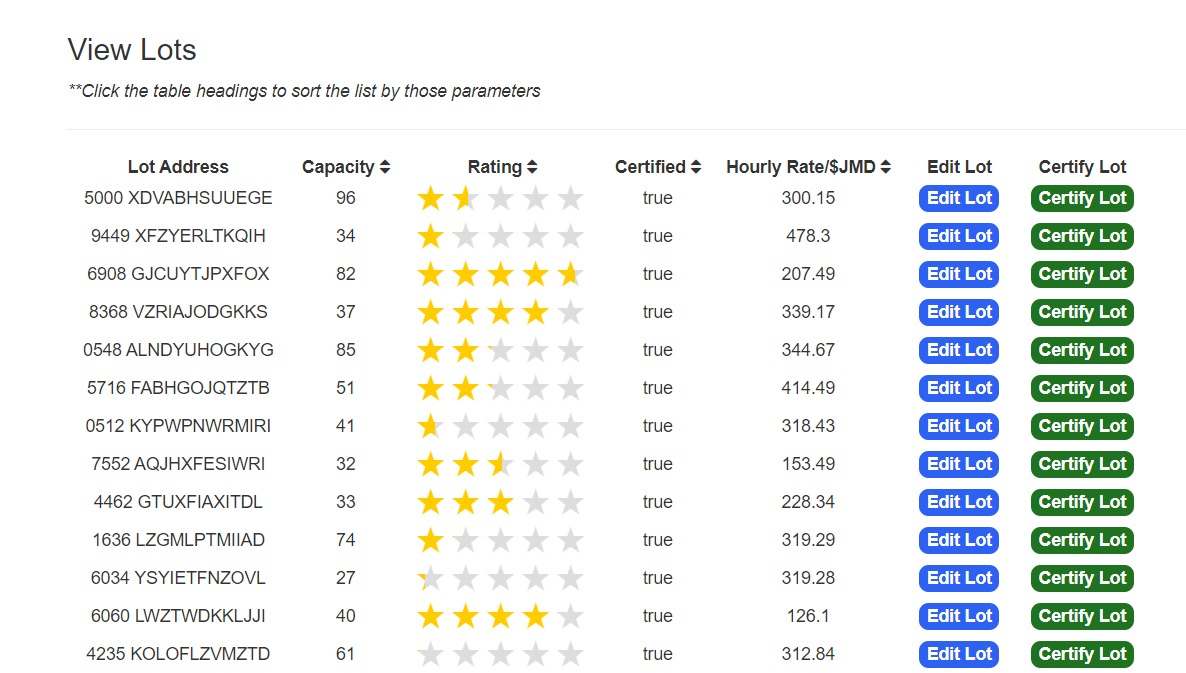 View Lots
**Click the table headings to sort the list by those parameters
Lot Address Capacity Rating Certified Hourly Rate/$JMD Edit Lot Certify Lot
5000 XDVABHSUUEGE 96 true 300.15 Edit Lot Certify Lot
9449 XFZYERLTKQIH 34 true 478.3 Edit Lot Certify Lot
6908 GJCUYTJPXFOX 82 true 207.49 Edit Lot Certify Lot
8368 VZRIAJODGKKS 37 true 339.17 Edit Lot Certify Lot
0548 ALNDYUHOGKYG 85 true 344.67 Edit Lot Certify Lot
5716 FABHGOJQTZTB 51 true 414.49 Edit Lot Certify Lot
0512 KYPWPNWRMIRI 41 true 318.43 Edit Lot Certify Lot
7552 AQJHXFESIWRI 32 true 153.49 Edit Lot Certify Lot
4462 GTUXFIAXITDL 33 true 228.34 Edit Lot Certify Lot
1636 LZGMLPTMIIAD 74 true 319.29 Edit Lot Certify Lot
6034 YSYIETFNZOVL 27 true 319.28 Edit Lot Certify Lot
6060 LWZTWDKKLJJI 40 true 126.1 Edit Lot Certify Lot
4235 KOLOFLZVMZTD 61 true 312.84 Edit Lot Certify Lot